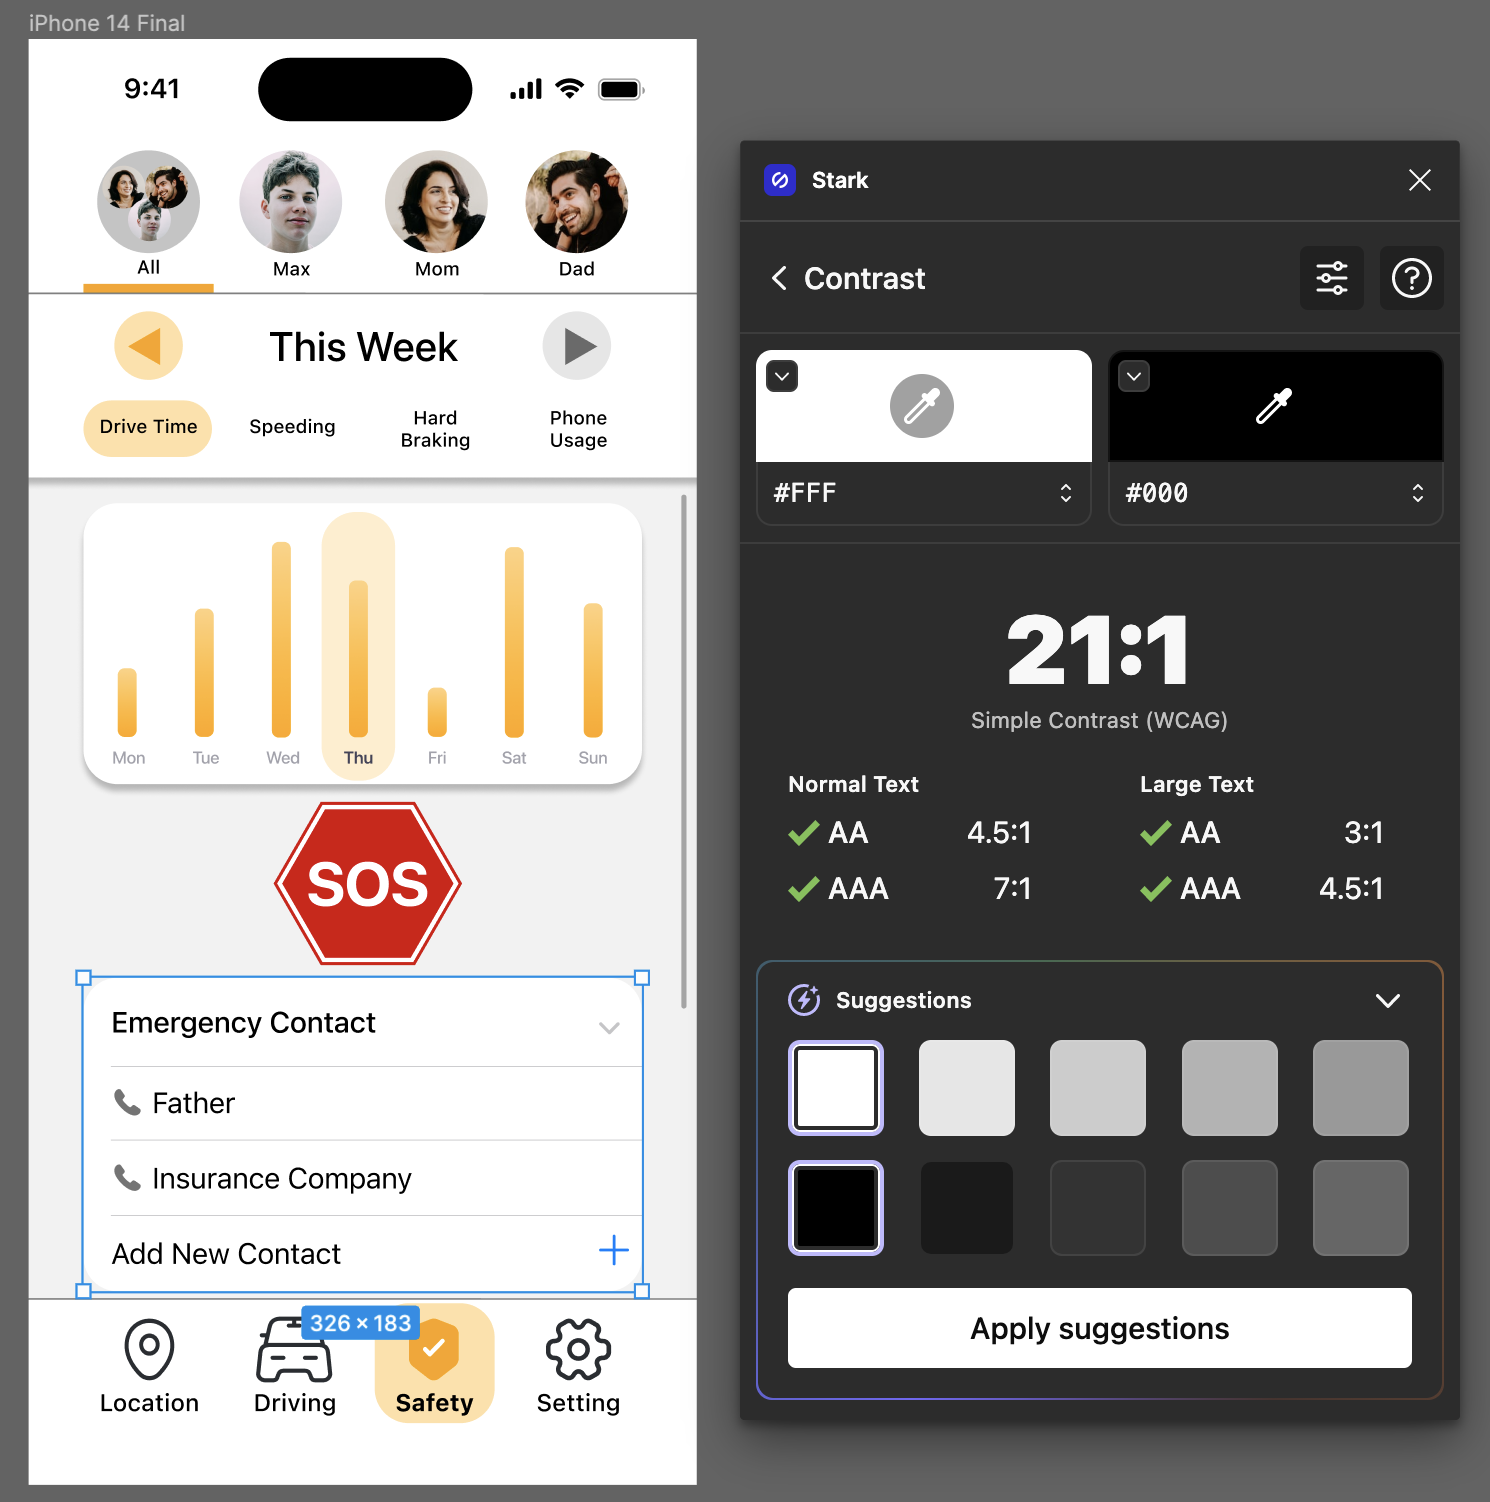 iPhone 14 Final
9:41
All
Max
Mom
Dad
This Week
Drive Time
Speeding
Hard
Braking
Phone
Usage
Mon
Tue
Wed
Thu
Fri
Sat
Sun
SOS
Emergency Contact
Father
Insurance Company
Add New Contact
326 × 183
Location
Driving
Safety
Setting
Stark
Contrast
?
#FFF
#000
21:1
Simple Contrast (WCAG)
Normal Text
AA 4.5:1
AAA 7:1
Large Text
AA 3:1
AAA 4.5:1
Suggestions
Apply suggestions